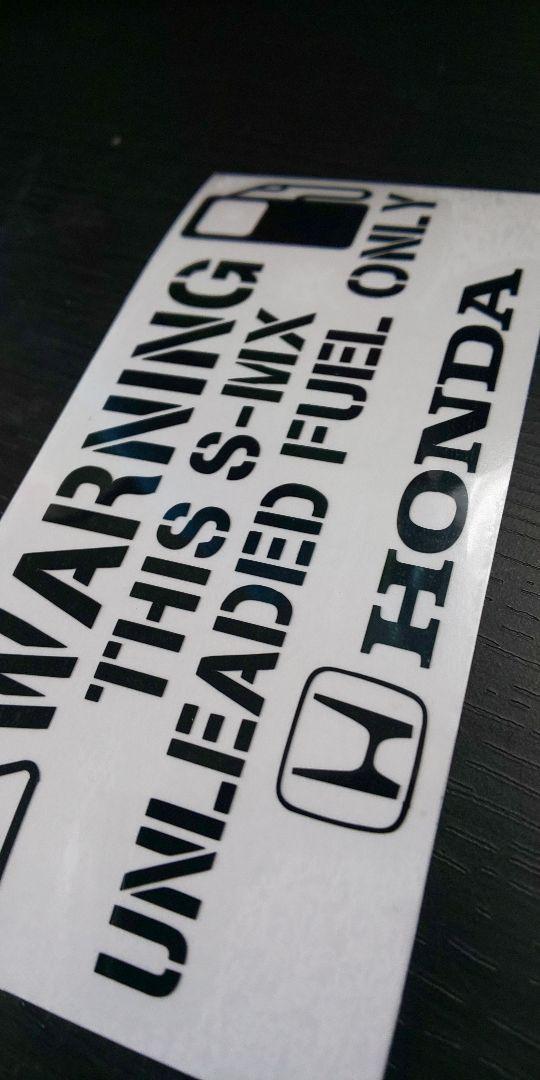 WARNING
THIS S-MX
UNLEADED FUEL ONLY
HONDA